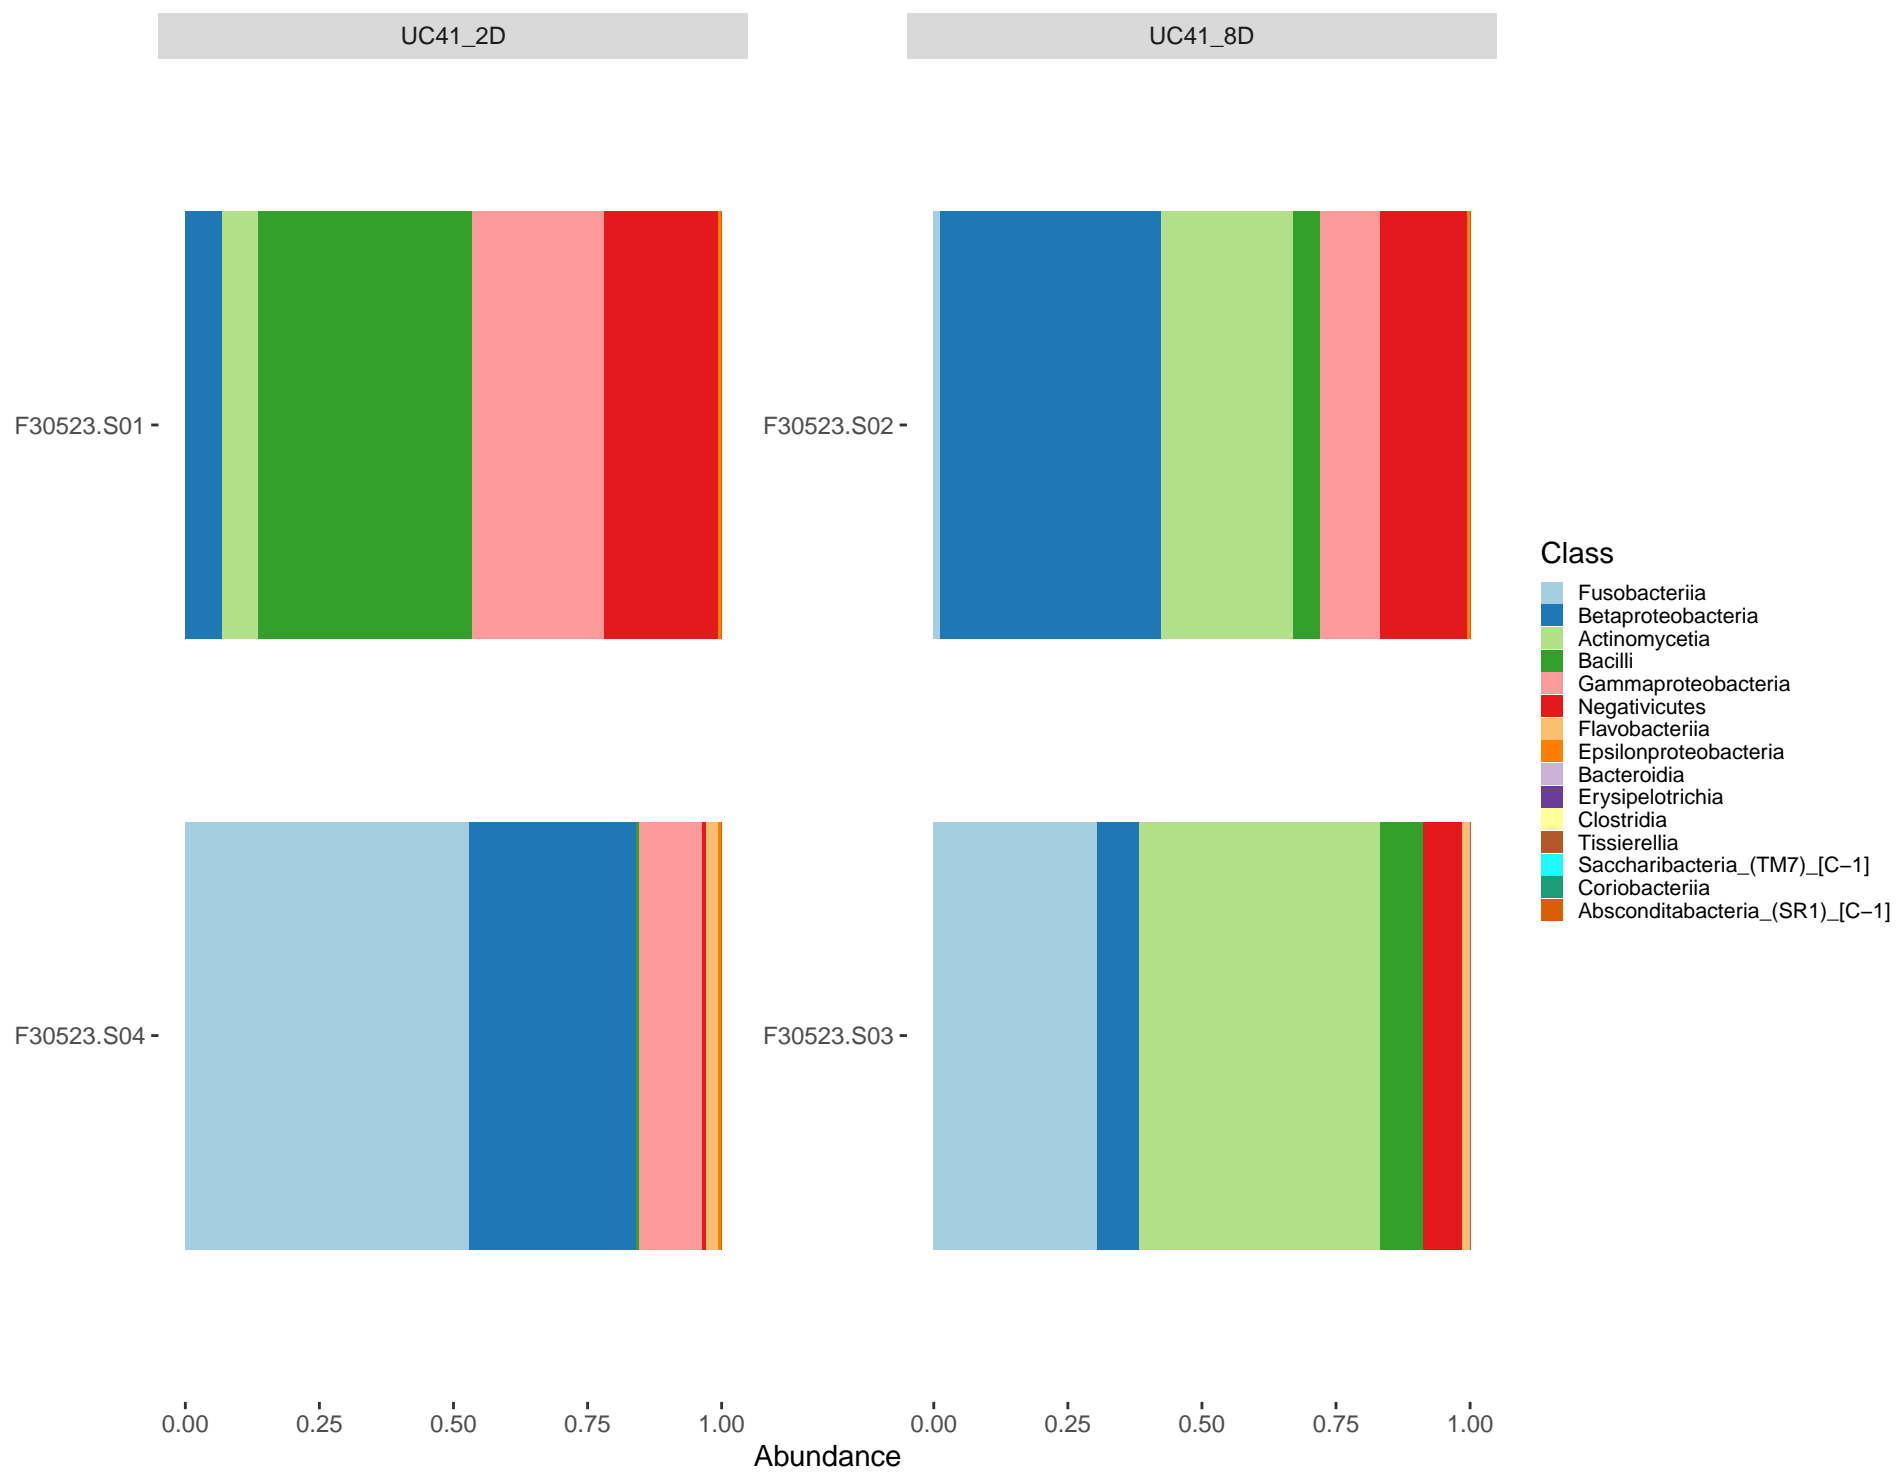 UC41_2D
UC41_8D
F30523.S01
F30523.S02
F30523.S04
F30523.S03
0.00 0.25 0.50 0.75 1.00
0.00 0.25 0.50 0.75 1.00
Abundance
Class
Fusobacteriia
Betaproteobacteria
Actinomycetia
Bacilli
Gammaproteobacteria
Negativicutes
Flavobacteriia
Epsilonproteobacteria
Bacteroidia
Erysipelotrichia
Clostridia
Tissierellia
Saccharibacteria_(TM7)_[C−1]
Coriobacteriia
Absconditabacteria_(SR1)_[C−1]